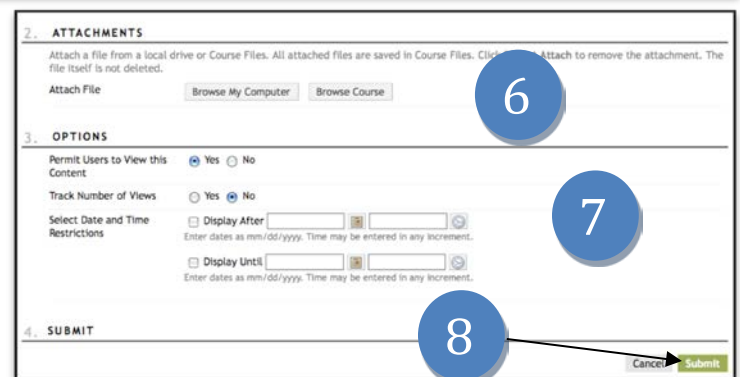 2. ATTACHMENTS
Attach a file from a local drive or Course Files. All attached files are saved in Course Files. Click Attach to remove the attachment. The
file itself is not deleted.
Attach File Browse My Computer Browse Course
6
3. OPTIONS
Permit Users to View this Yes No
Content
Track Number of Views Yes No
7
Select Date and Time Display After
Restrictions Enter dates as mm/dd/yyyy. Time may be entered in any increment.
Display Until
Enter dates as mm/dd/yyyy. Time may be entered in any increment.
4. SUBMIT
8
Cancel Submit